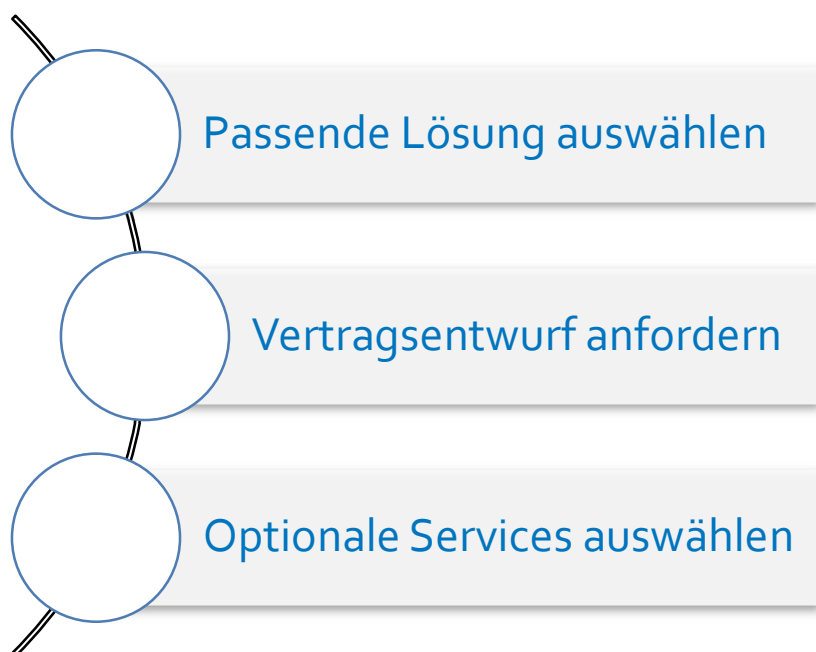 Passende Lösung auswählen
Vertragsentwurf anfordern
Optionale Services auswählen